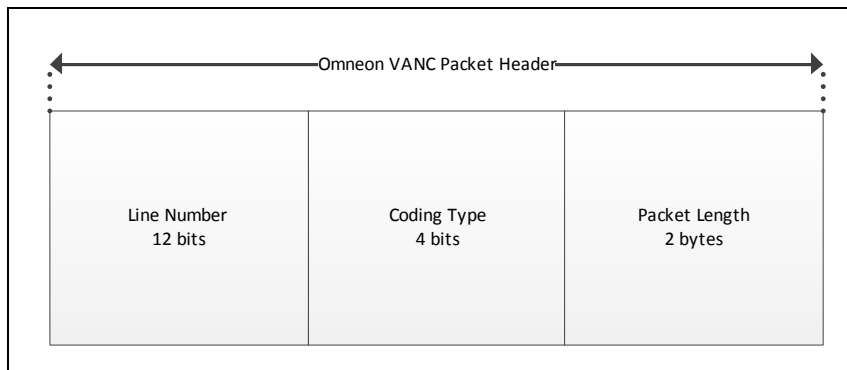 Omneon VANC Packet Header
Line Number
12 bits
Coding Type
4 bits
Packet Length
2 bytes